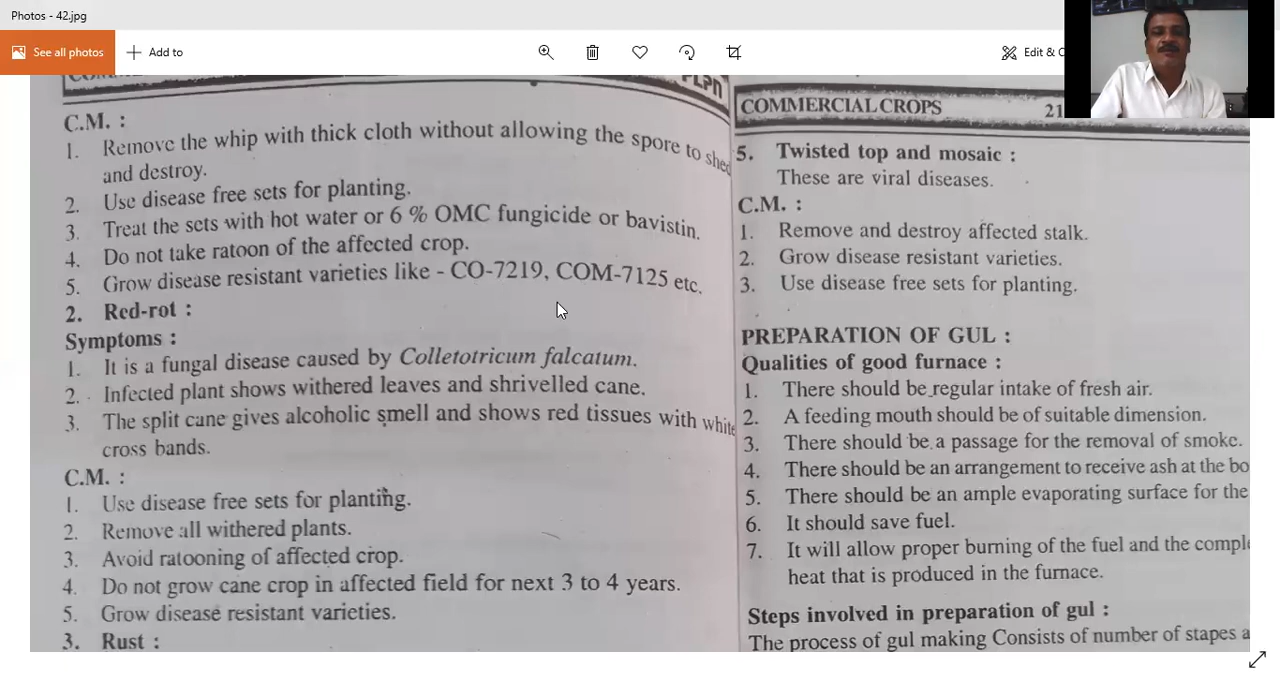 Photos - 42.jpg
See all photos
Add to
Edit & C
C.M. :
1. Remove the whip with thick cloth without allowing the spore to shed
and destroy.
2. Use disease free sets for planting.
3. Treat the sets with hot water or 6 % OMC fungicide or bavistin.
4. Do not take ratoon of the affected crop.
5. Grow disease resistant varieties like - CO-7219, COM-7125 etc.
2. Red-rot :
Symptoms :
1. It is a fungal disease caused by Colletotricum falcatum.
2. Infected plant shows withered leaves and shrivelled cane.
3. The split cane gives alcoholic smell and shows red tissues with white
cross bands.
C.M. :
1. Use disease free sets for planting.
2. Remove all withered plants.
3. Avoid ratooning of affected crop.
4. Do not grow cane crop in affected field for next 3 to 4 years.
5. Grow disease resistant varieties.
3. Rust :
COMMERCIAL CROPS 21
5. Twisted top and mosaic :
These are viral diseases.
C.M. :
1. Remove and destroy affected stalk.
2. Grow disease resistant varieties.
3. Use disease free sets for planting.
PREPARATION OF GUL :
Qualities of good furnace :
1. There should be regular intake of fresh air.
2. A feeding mouth should be of suitable dimension.
3. There should be a passage for the removal of smoke.
4. There should be an arrangement to receive ash at the bo
5. There should be an ample evaporating surface for the
6. It should save fuel.
7. It will allow proper burning of the fuel and the comple
heat that is produced in the furnace.
Steps involved in preparation of gul :
The process of gul making Consists of number of stapes a